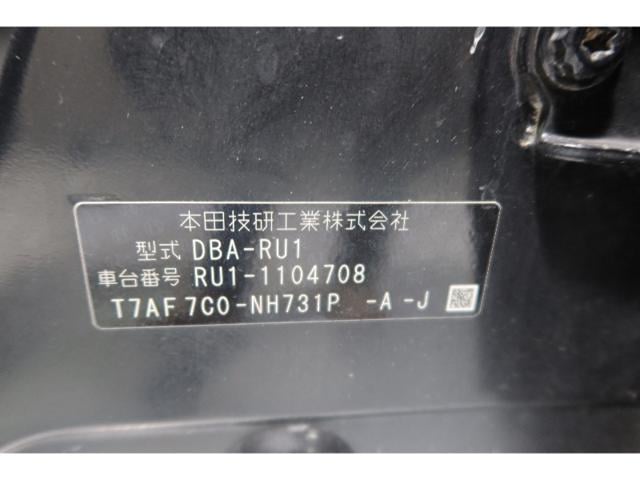 本田技研工業株式会社
型式 DBA-RU1
車台番号 RU1-1104708
T7AF 7C0-NH731P -A-J